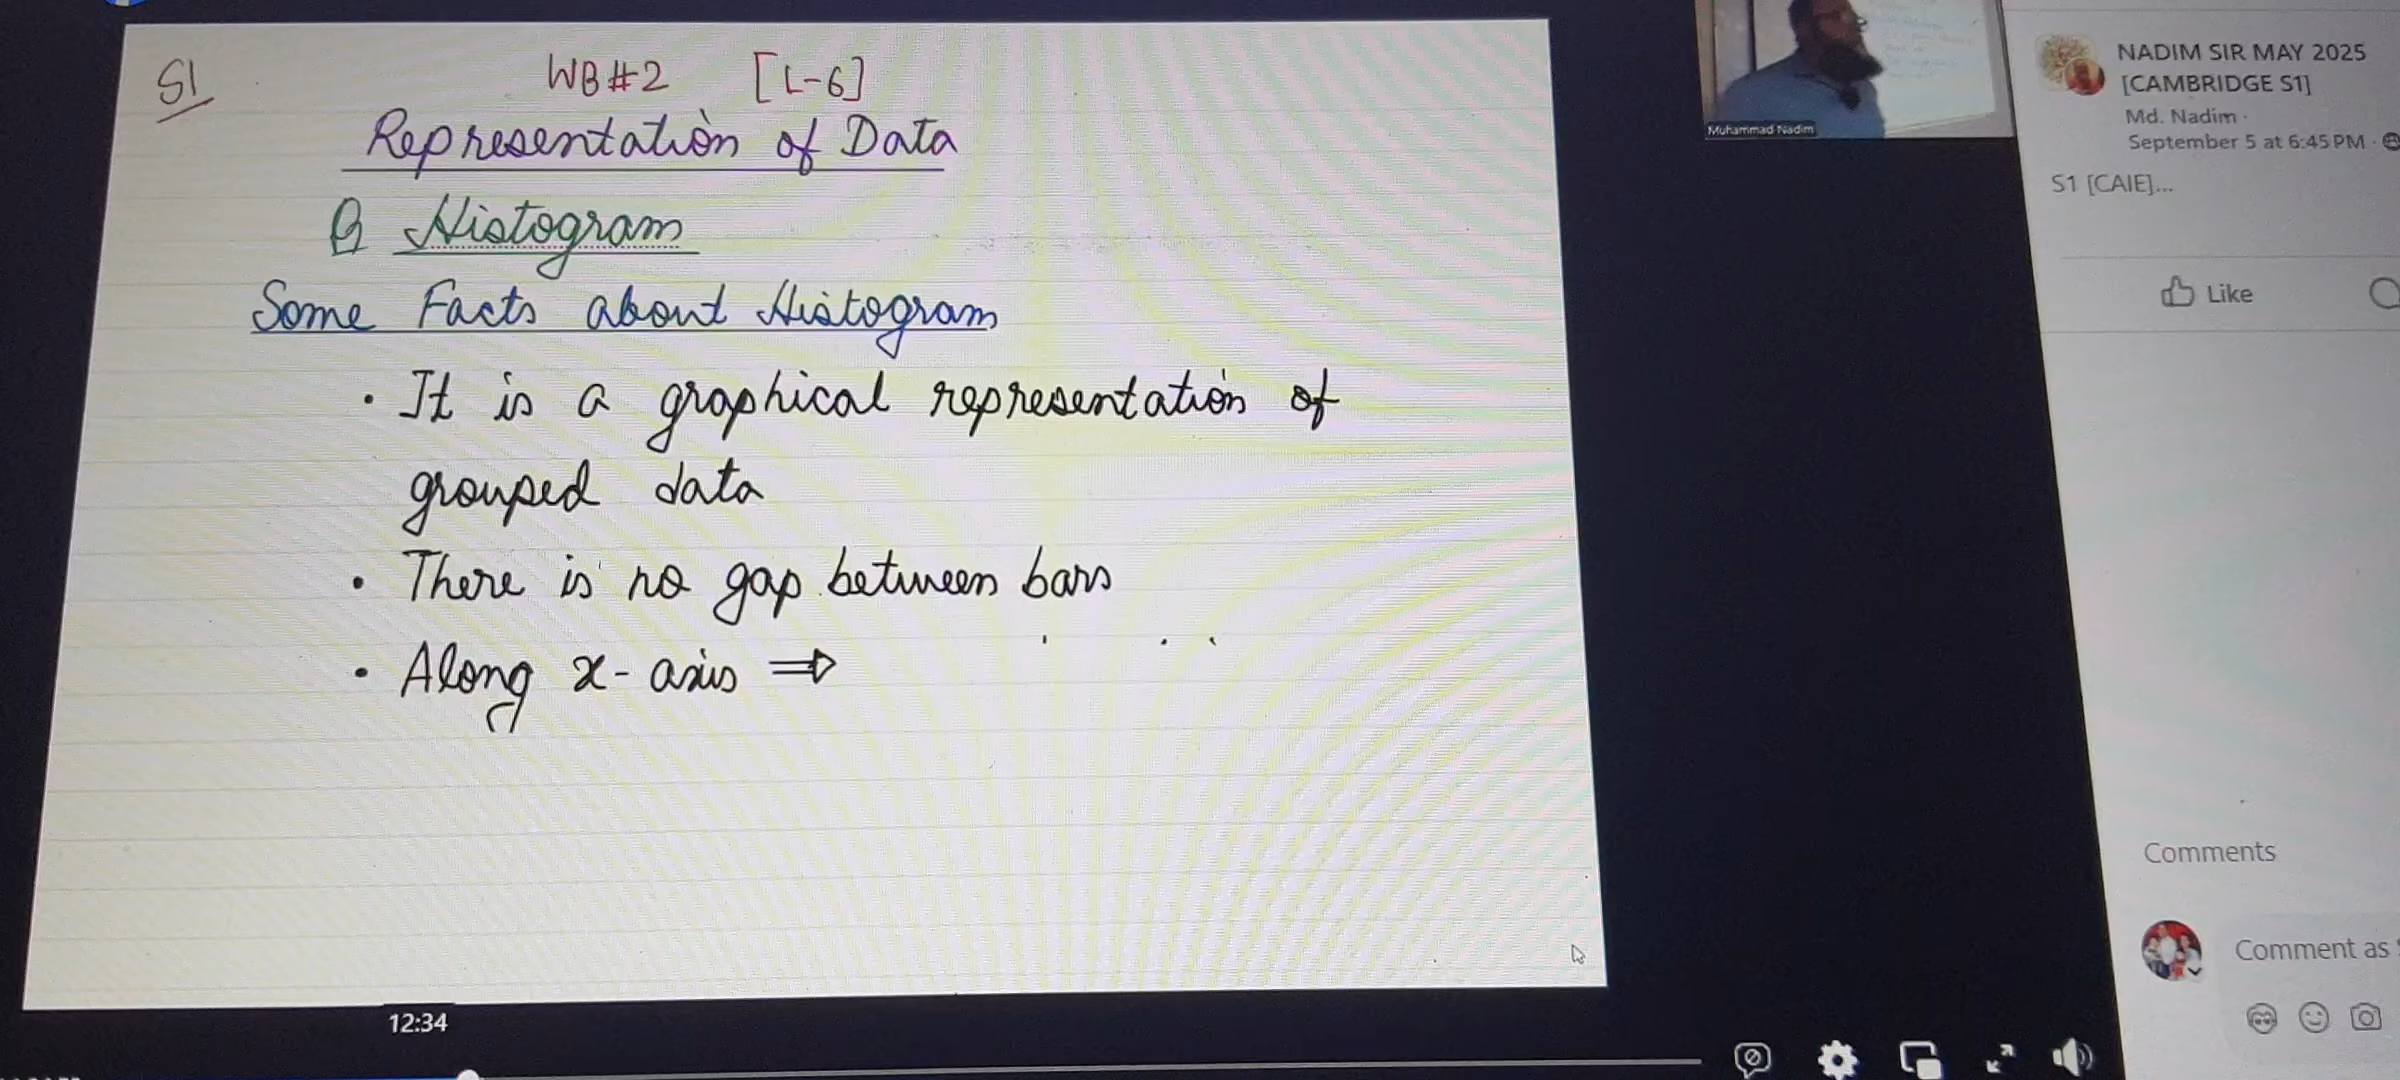 S1
WB#2 [L-6]
Representation of Data
Histogram
Some Facts about Histogram
• It is a graphical representation of
grouped data
• There is no gap between bars
• Along x-axis ⇒
12:34
Muhammad Nadim
NADIM SIR MAY 2025
[CAMBRIDGE S1]
Md. Nadim ·
September 5 at 6:45 PM ·
S1 [CAIE]...
Like
Comments
Comment as